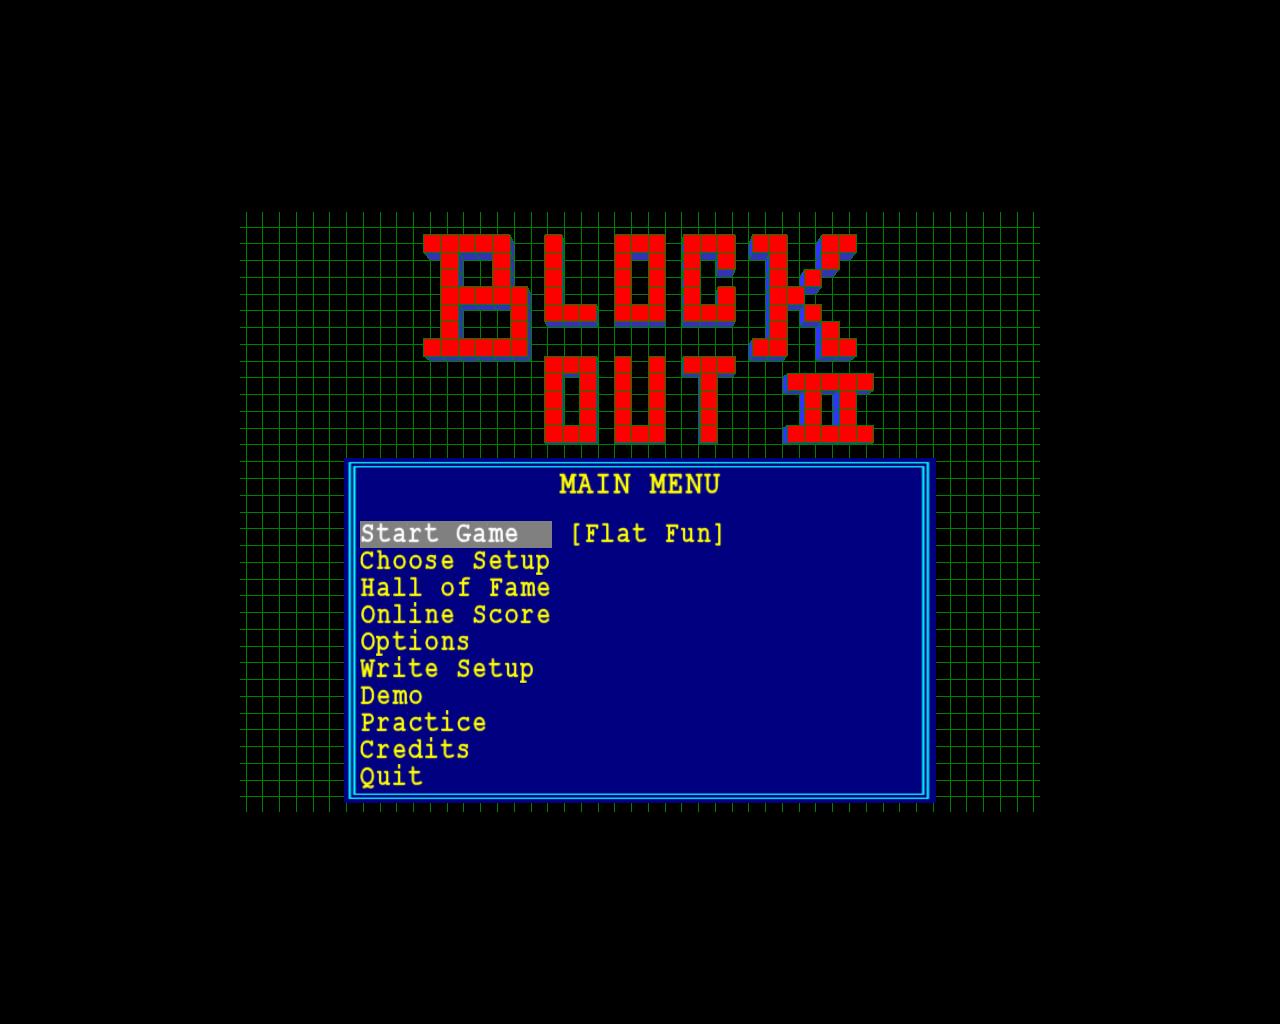 BLOCK
OUT II
MAIN MENU
Start Game [Flat Fun]
Choose Setup
Hall of Fame
Online Score
Options
Write Setup
Demo
Practice
Credits
Quit